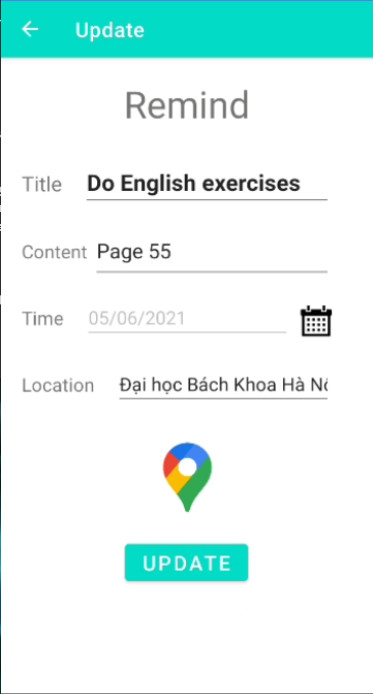 Update
Remind
Title Do English exercises
Content Page 55
Time 05/06/2021
Location Đại học Bách Khoa Hà
UPDATE